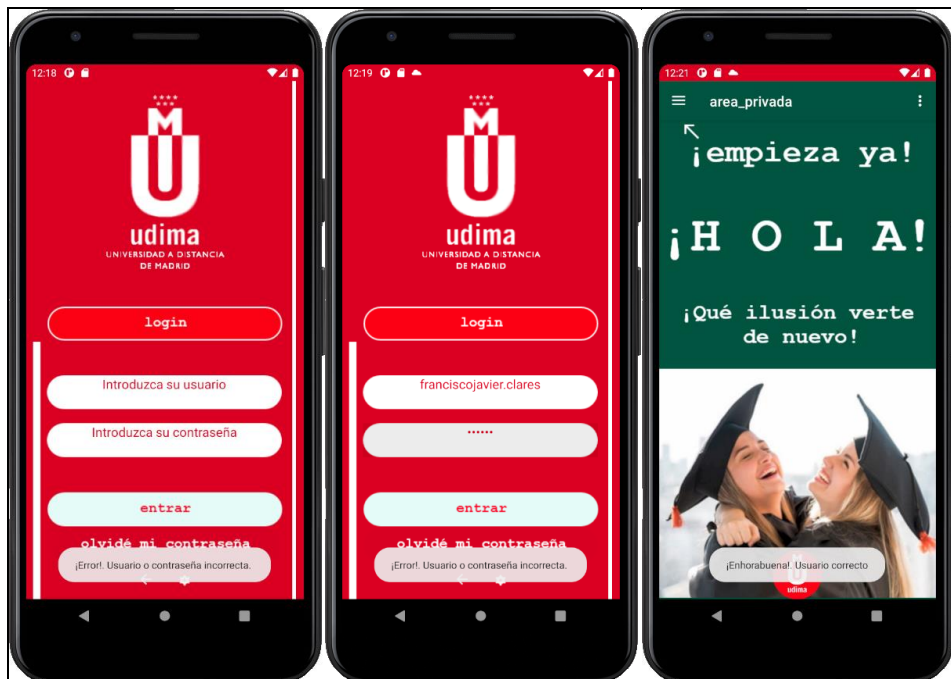 12:18
udima
UNIVERSIDAD A DISTANCIA
DE MADRID
login
Introduzca su usuario
Introduzca su contraseña
entrar
olvidé mi contraseña
¡Error!. Usuario o contraseña incorrecta.
12:19
udima
UNIVERSIDAD A DISTANCIA
DE MADRID
login
franciscojavier.clares
••••••
entrar
olvidé mi contraseña
¡Error!. Usuario o contraseña incorrecta.
12:21
area_privada
¡empieza ya!
¡H O L A!
¡Qué ilusión verte
de nuevo!
¡Enhorabuena!. Usuario correcto
udima